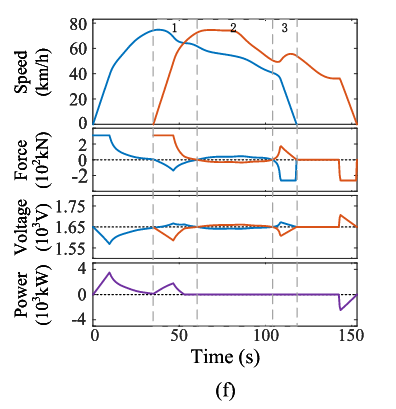 80
60
40
20
0
Speed
(km/h)
1
2
3
2
0
-2
Force
(10²kN)
1.75
1.65
1.55
Voltage
(10³V)
4
0
-4
Power
(10³kW)
0
50
100
150
Time (s)
(f)